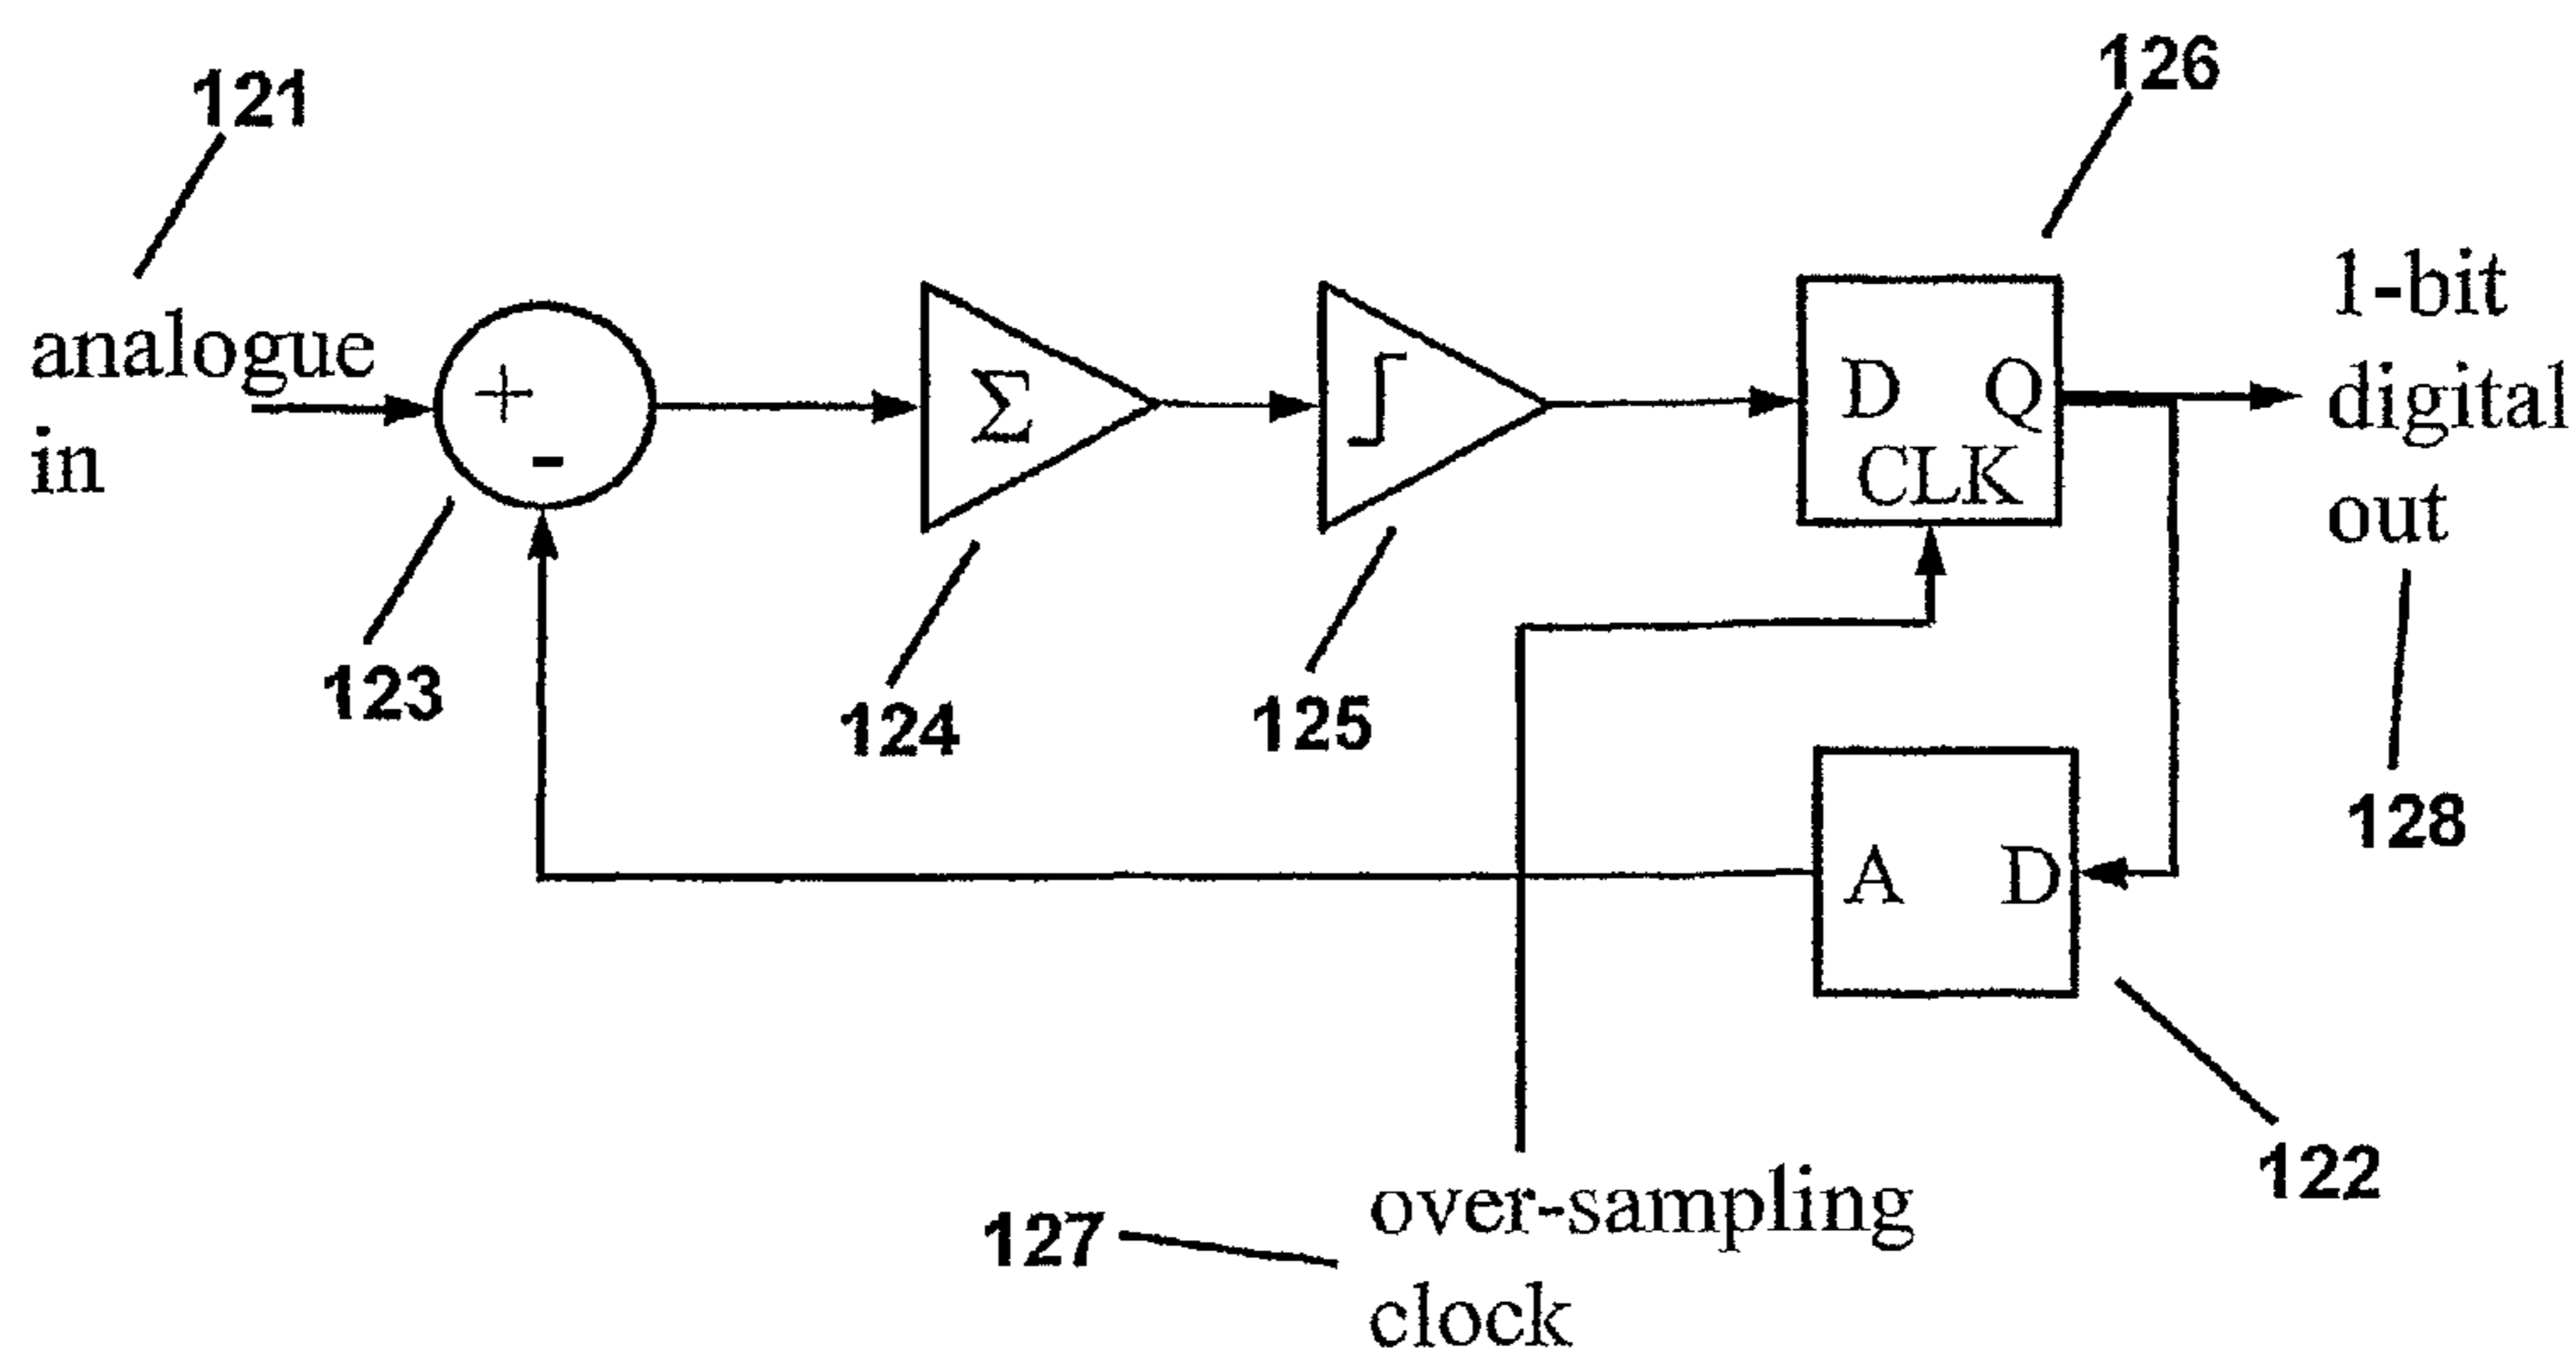 121
126
analogue
in
+
-
Σ
D Q
CLK
1-bit
digital
out
123
124
125
128
A D
122
127
over-sampling
clock